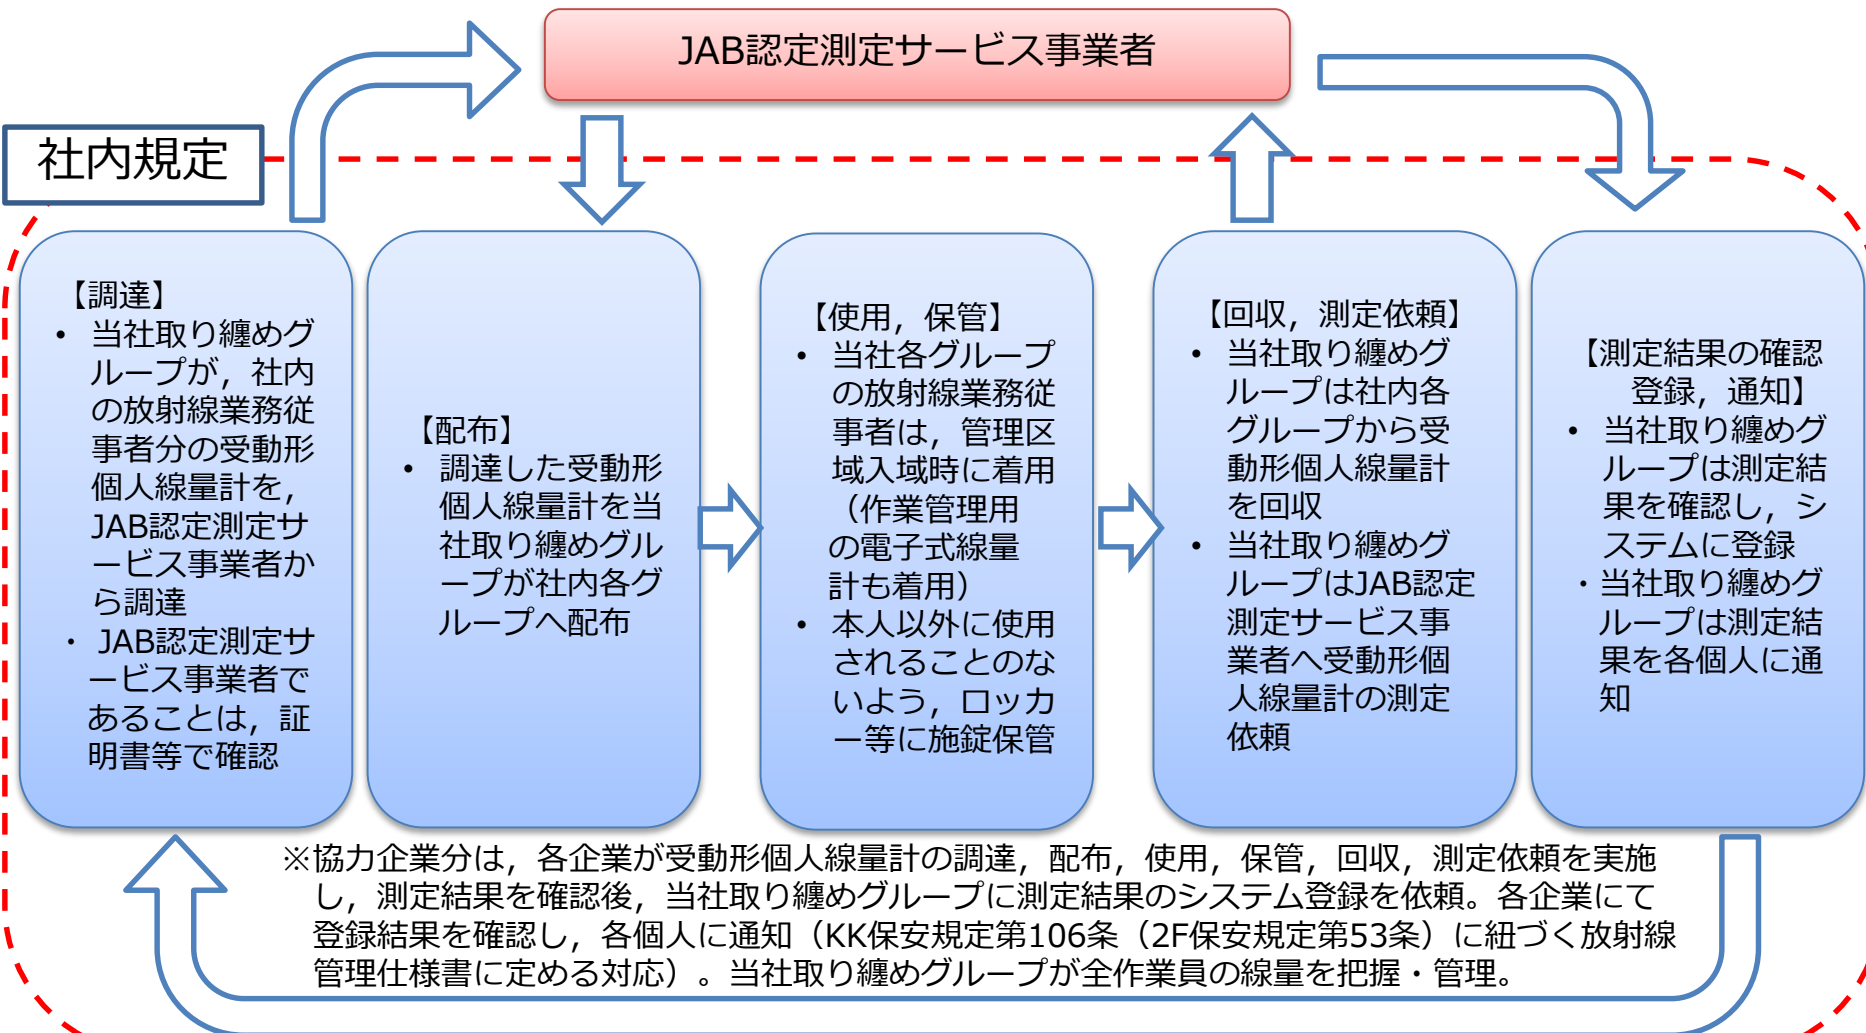 JAB認定測定サービス事業者
社内規定
【調達】
• 当社取り纏めグ
ループが，社内
の放射線業務従
事者分の受動形
個人線量計を，
JAB認定測定サ
ービス事業者か
ら調達
・ JAB認定測定サ
ービス事業者で
あることは，証
明書等で確認
【配布】
• 調達した受動形
個人線量計を当
社取り纏めグル
ープが社内各グ
ループへ配布
【使用，保管】
• 当社各グループ
の放射線業務従
事者は，管理区
域入域時に着用
（作業管理用
の電子式線量
計も着用）
• 本人以外に使用
されることのな
いよう，ロッカ
ー等に施錠保管
【回収，測定依頼】
• 当社取り纏めグ
ループは社内各
グループから受
動形個人線量計
を回収
• 当社取り纏めグ
ループはJAB認定
測定サービス事
業者へ受動形個
人線量計の測定
依頼
【測定結果の確認
登録，通知】
• 当社取り纏めグ
ループは測定結
果を確認し，シ
ステムに登録
・当社取り纏めグ
ループは測定結
果を各個人に通
知
※協力企業分は，各企業が受動形個人線量計の調達，配布，使用，保管，回収，測定依頼を実施
し，測定結果を確認後，当社取り纏めグループに測定結果のシステム登録を依頼。各企業にて
登録結果を確認し，各個人に通知（KK保安規定第106条（2F保安規定第53条）に紐づく放射線
管理仕様書に定める対応）。当社取り纏めグループが全作業員の線量を把握・管理。